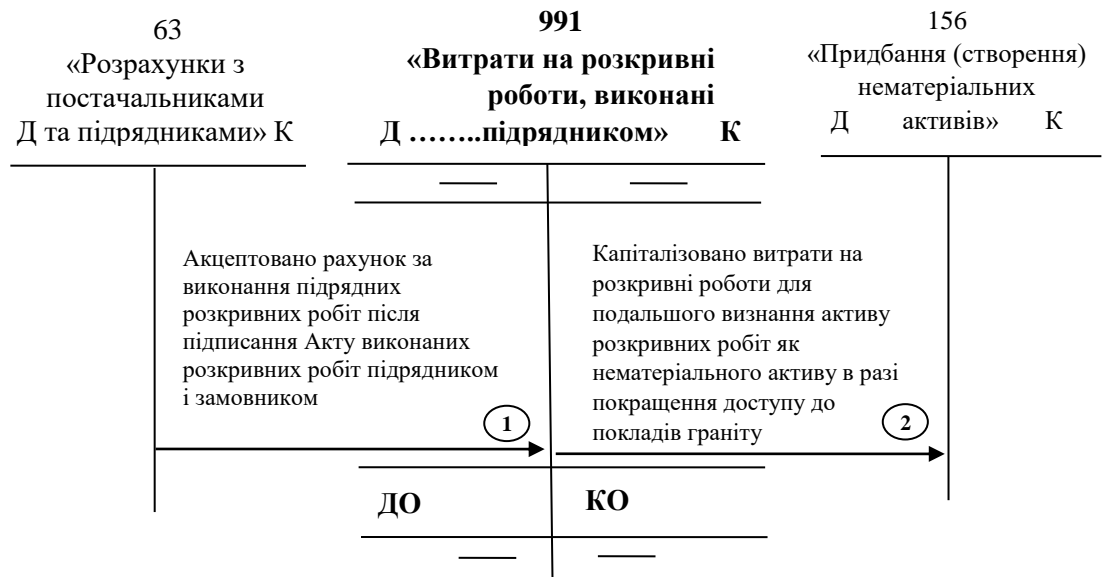 63
«Розрахунки з
постачальниками
Д та підрядниками» К
991
«Витрати на розкривні
роботи, виконані
Д ……..підрядником» К
156
«Придбання (створення)
нематеріальних
Д активів» К
Акцептовано рахунок за
виконання підрядних
розкривних робіт після
підписання Акту виконаних
розкривних робіт підрядником
і замовником
1
Капіталізовано витрати на
розкривні роботи для
подальшого визнання активу
розкривних робіт як
нематеріального активу в разі
покращення доступу до
покладів граніту
2
ДО КО